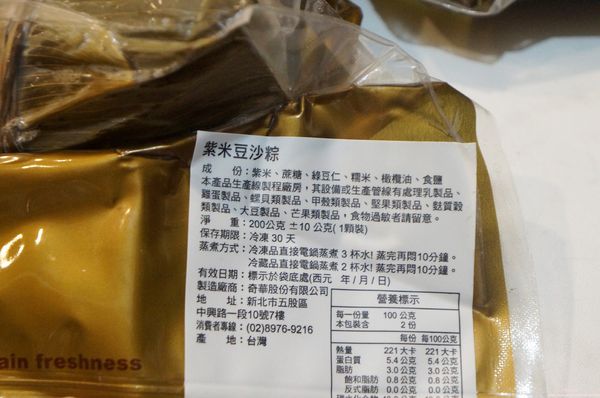 紫米豆沙粽
成　份：紫米、蔗糖、綠豆仁、糯米、橄欖油、食鹽
本產品生產線製程廠房，其設備或生產管線有處理乳製品、
雞蛋製品、螺貝類製品、甲殼類製品、堅果類製品、麩質穀
類製品、大豆製品、芒果類製品，食物過敏者請留意。
淨　重：200公克 ±10 公克(1顆裝)
保存期限：冷凍 30 天
蒸煮方式：冷凍品直接電鍋蒸煮 3 杯水! 蒸完再悶10分鐘。
冷藏品直接電鍋蒸煮 2 杯水! 蒸完再悶10分鐘。
有效日期：標示於袋底處(西元 年/月/日)
製造廠商：奇華股份有限公司
地　址：新北市五股區
中興路一段10號7樓
消費者專線：(02)8976-9216
產　地：台灣
營養標示
每一份量 100 公克
本包裝含 2 份
每份 每100公克
熱量 221 大卡 221 大卡
蛋白質 5.4 公克 5.4 公克
脂肪 3.0 公克 3.0 公克
飽和脂肪 0.8 公克 0.8 公克
反式脂肪 0.0 公克 0.0 公克
ain freshness